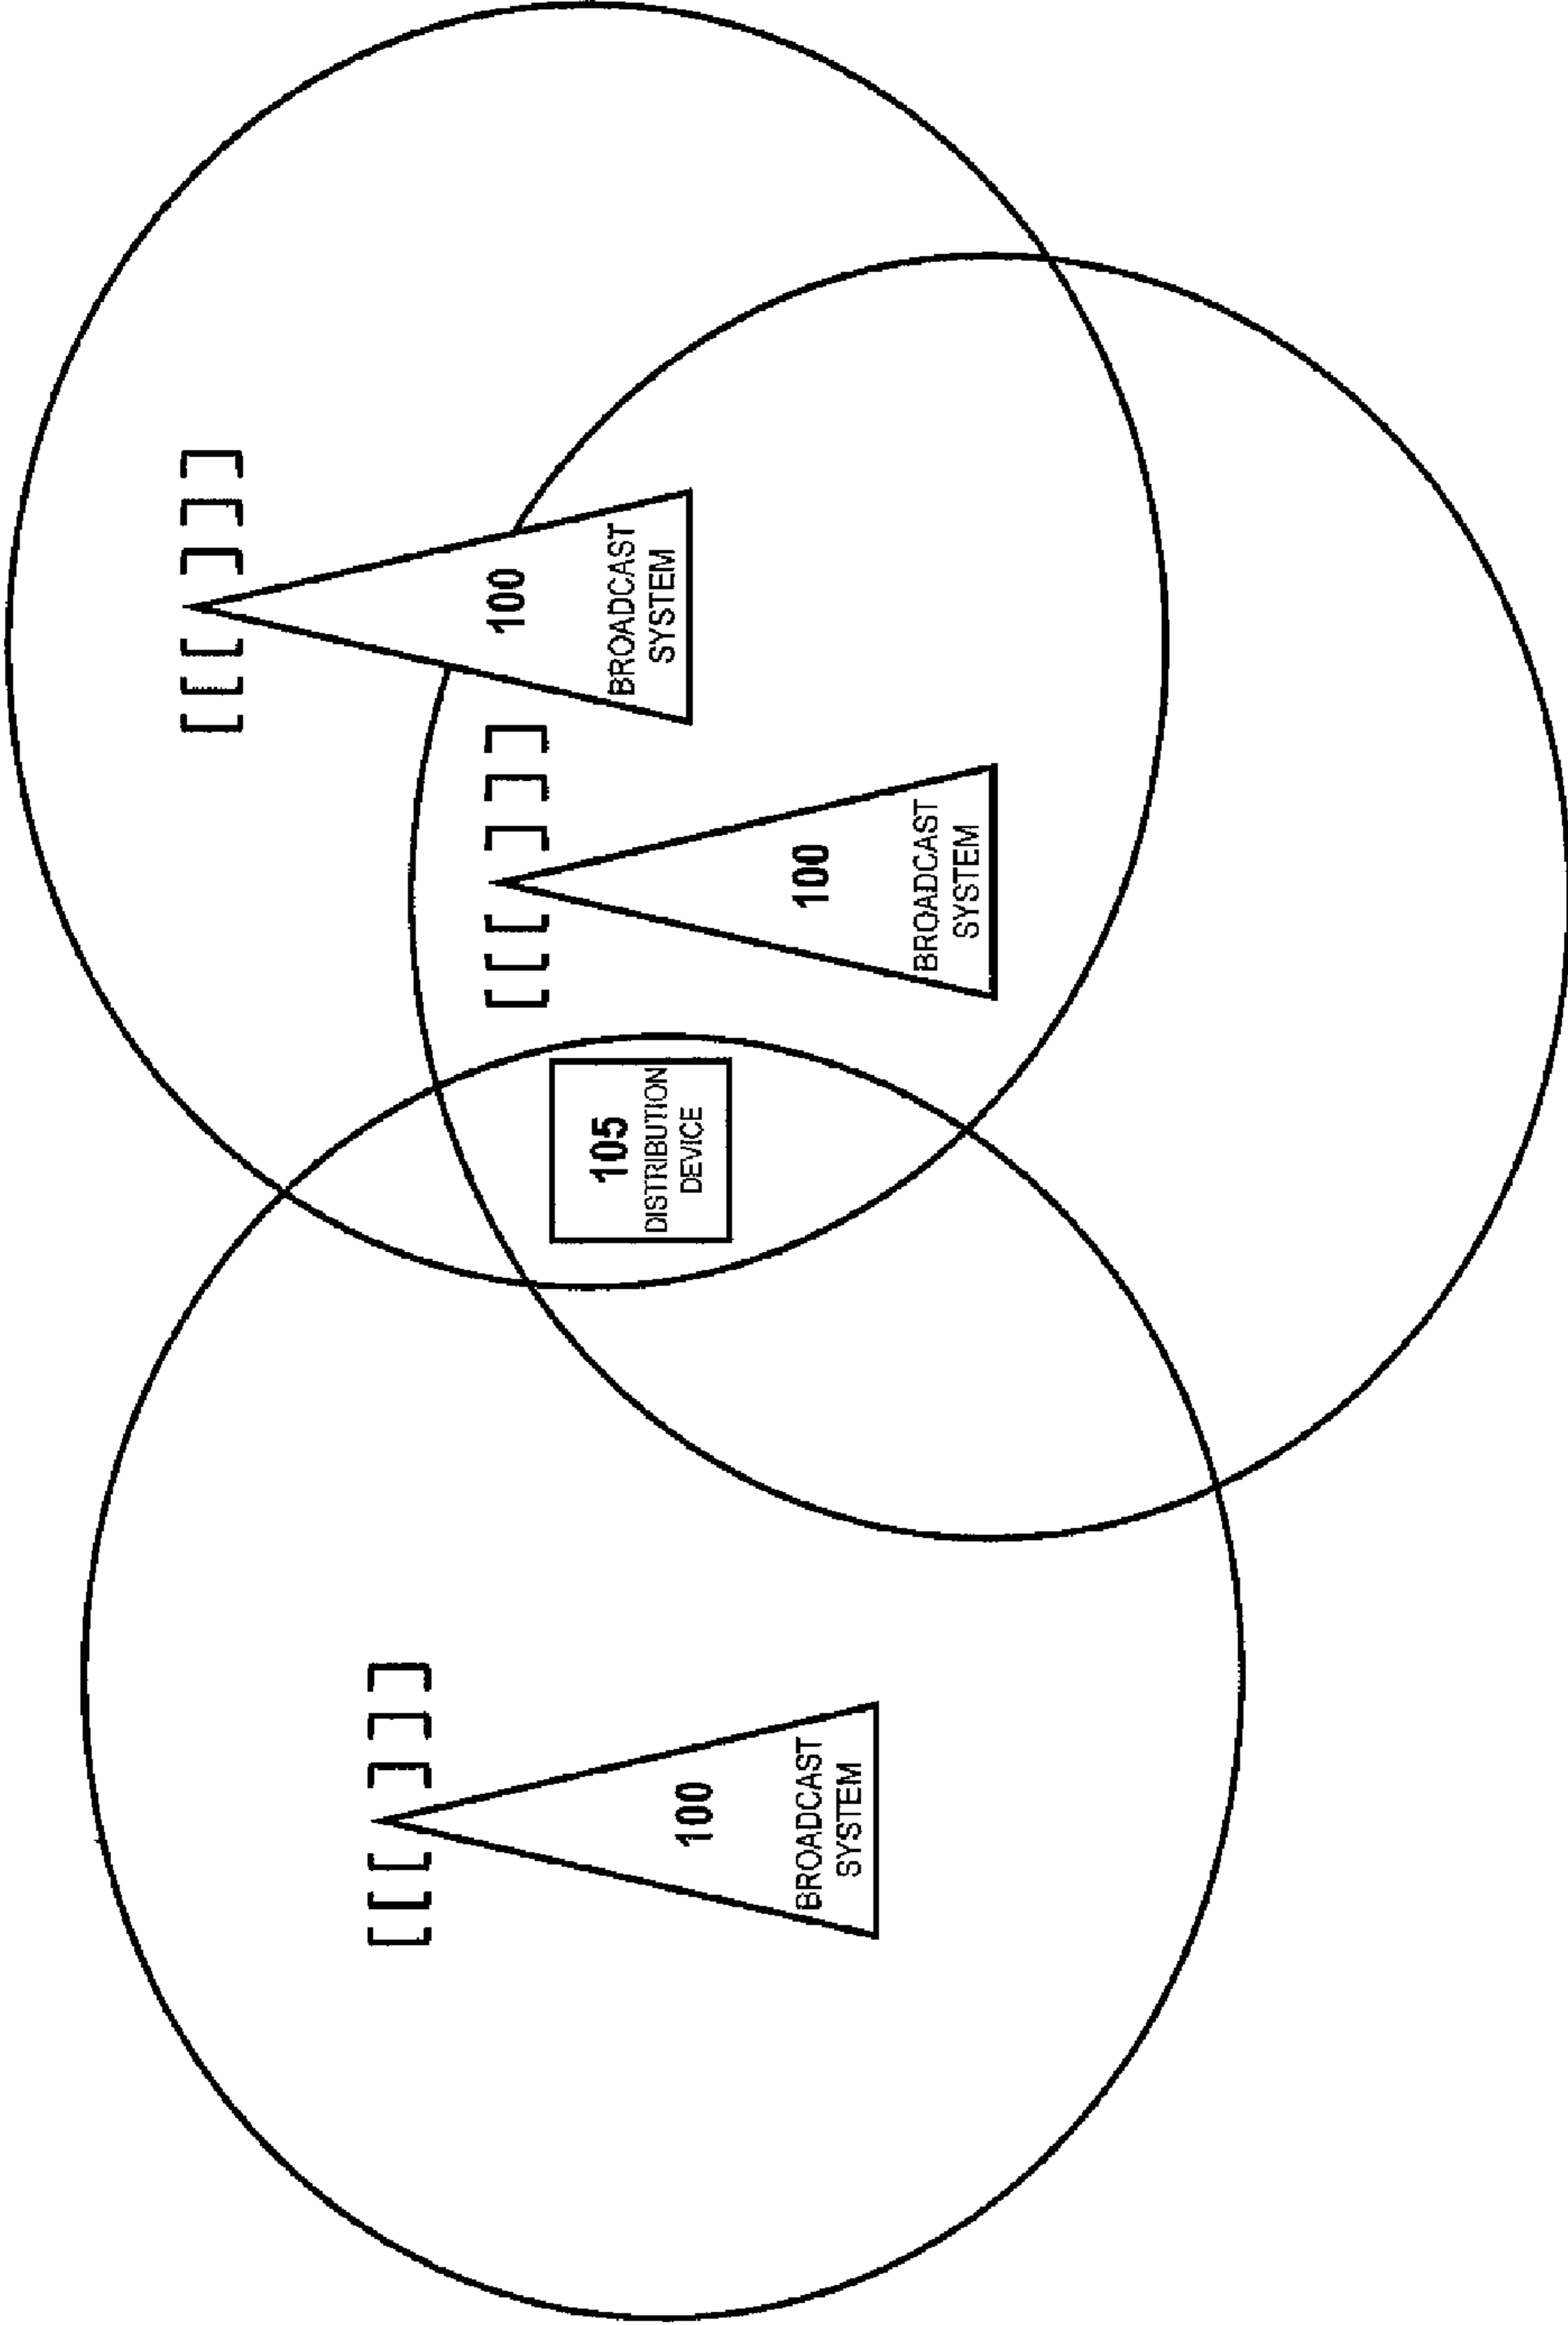 100
BROADCAST
SYSTEM
100
BROADCAST
SYSTEM
105
DISTRIBUTION
DEVICE
100
BROADCAST
SYSTEM